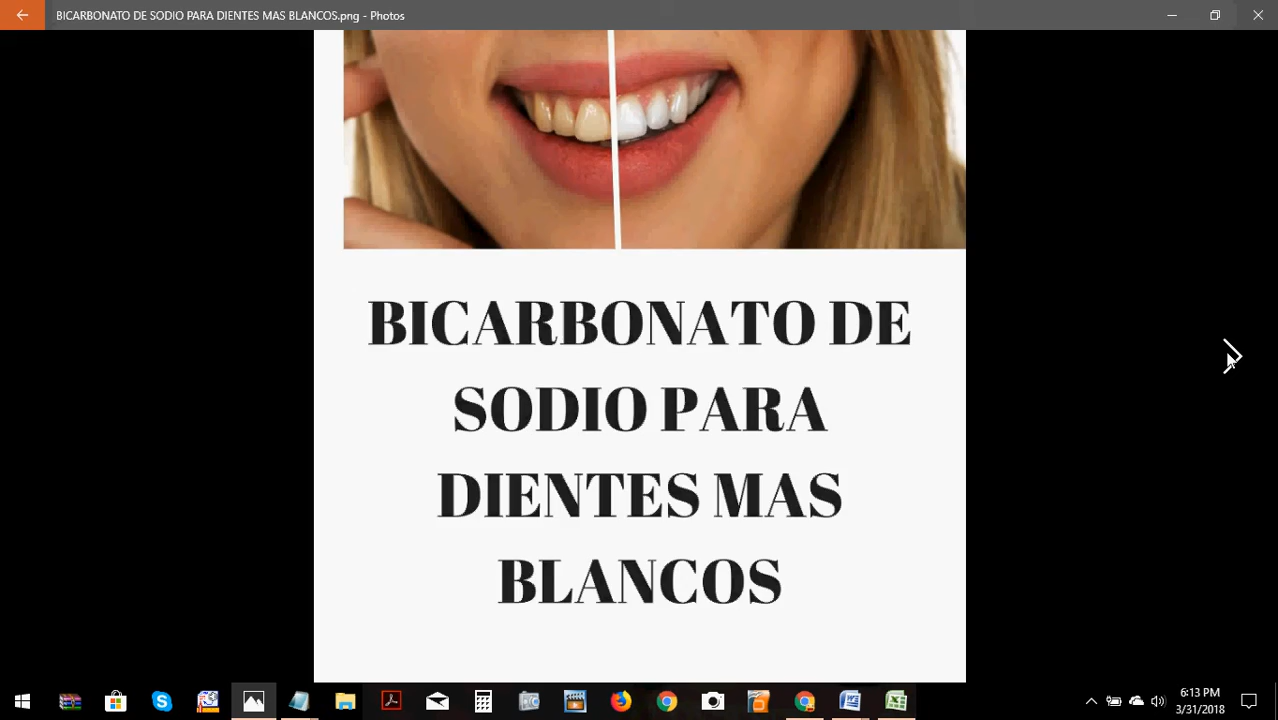 BICARBONATO DE SODIO PARA DIENTES MAS BLANCOS.png - Photos
BICARBONATO DE
SODIO PARA
DIENTES MAS
BLANCOS
6:13 PM
3/31/2018